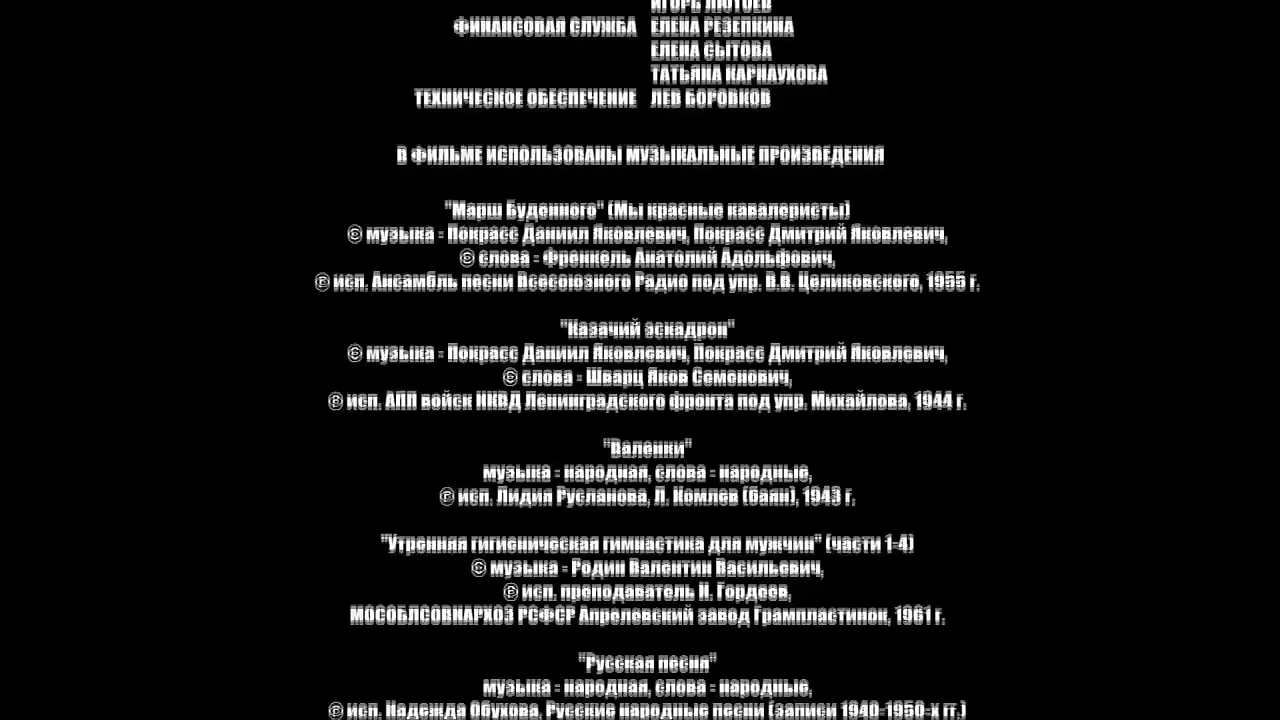 ИГОРЬ ЛЮТОЕВ
ФИНАНСОВАЯ СЛУЖБА ЕЛЕНА РЕЗЕПКИНА
ЕЛЕНА СЫТОВА
ТАТЬЯНА КАРНАУХОВА
ТЕХНИЧЕСКОЕ ОБЕСПЕЧЕНИЕ ЛЕВ БОРОВКОВ
В ФИЛЬМЕ ИСПОЛЬЗОВАНЫ МУЗЫКАЛЬНЫЕ ПРОИЗВЕДЕНИЯ
"Марш Буденного" (Мы красные кавалеристы)
© музыка - Покрасс Даниил Яковлевич, Покрасс Дмитрий Яковлевич,
© слова - Френкель Анатолий Адольфович,
℗ исп. Ансамбль песни Всесоюзного Радио под упр. В.В. Целиковского, 1955 г.
"Казачий эскадрон"
© музыка - Покрасс Даниил Яковлевич, Покрасс Дмитрий Яковлевич,
© слова - Шварц Яков Семенович,
℗ исп. АПП войск НКВД Ленинградского фронта под упр. Михайлова, 1944 г.
"Валенки"
музыка - народная, слова - народные,
℗ исп. Лидия Русланова, Л. Комлев (баян), 1943 г.
"Утренняя гигиеническая гимнастика для мужчин" (части 1-4)
© музыка - Родин Валентин Васильевич,
℗ исп. преподаватель Н. Гордеев,
МОСОБЛСОВНАРХОЗ РСФСР Апрелевский завод Грампластинок, 1961 г.
"Русская песня"
музыка - народная, слова - народные,
℗ исп. Надежда Обухова, Русские народные песни (записи 1940-1950-х гг.)